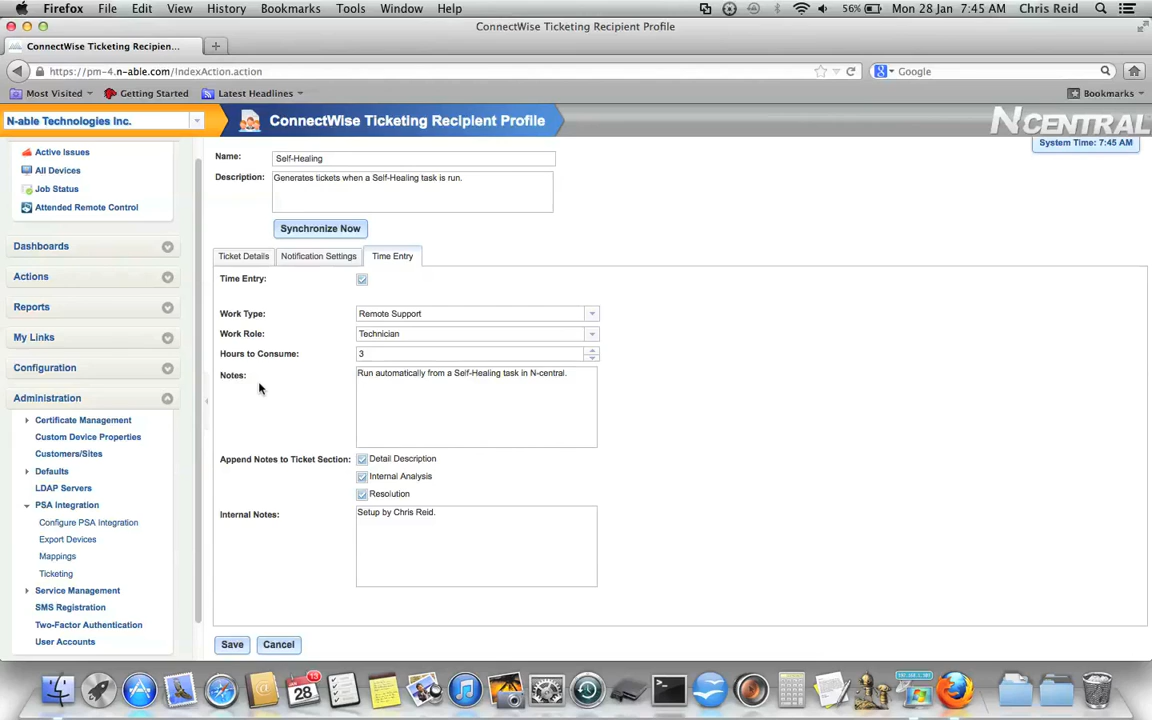 Firefox File Edit View History Bookmarks Tools Window Help 56% Mon 28 Jan 7:45 AM Chris Reid
ConnectWise Ticketing Recipient Profile
ConnectWise Ticketing Recipien...
https://pm-4.n-able.com/IndexAction.action
Google
Most Visited Getting Started Latest Headlines Bookmarks
N-able Technologies Inc.
ConnectWise Ticketing Recipient Profile
NCENTRAL
System Time: 7:45 AM
Active Issues
All Devices
Job Status
Attended Remote Control
Dashboards
Actions
Reports
My Links
Configuration
Administration
Certificate Management
Custom Device Properties
Customers/Sites
Defaults
LDAP Servers
PSA Integration
Configure PSA Integration
Export Devices
Mappings
Ticketing
Service Management
SMS Registration
Two-Factor Authentication
User Accounts
Name: Self-Healing
Description: Generates tickets when a Self-Healing task is run.
Synchronize Now
Ticket Details Notification Settings Time Entry
Time Entry:
Work Type: Remote Support
Work Role: Technician
Hours to Consume: 3
Notes: Run automatically from a Self-Healing task in N-central.
Append Notes to Ticket Section: Detail Description
Internal Analysis
Resolution
Internal Notes: Setup by Chris Reid.
Save Cancel
28